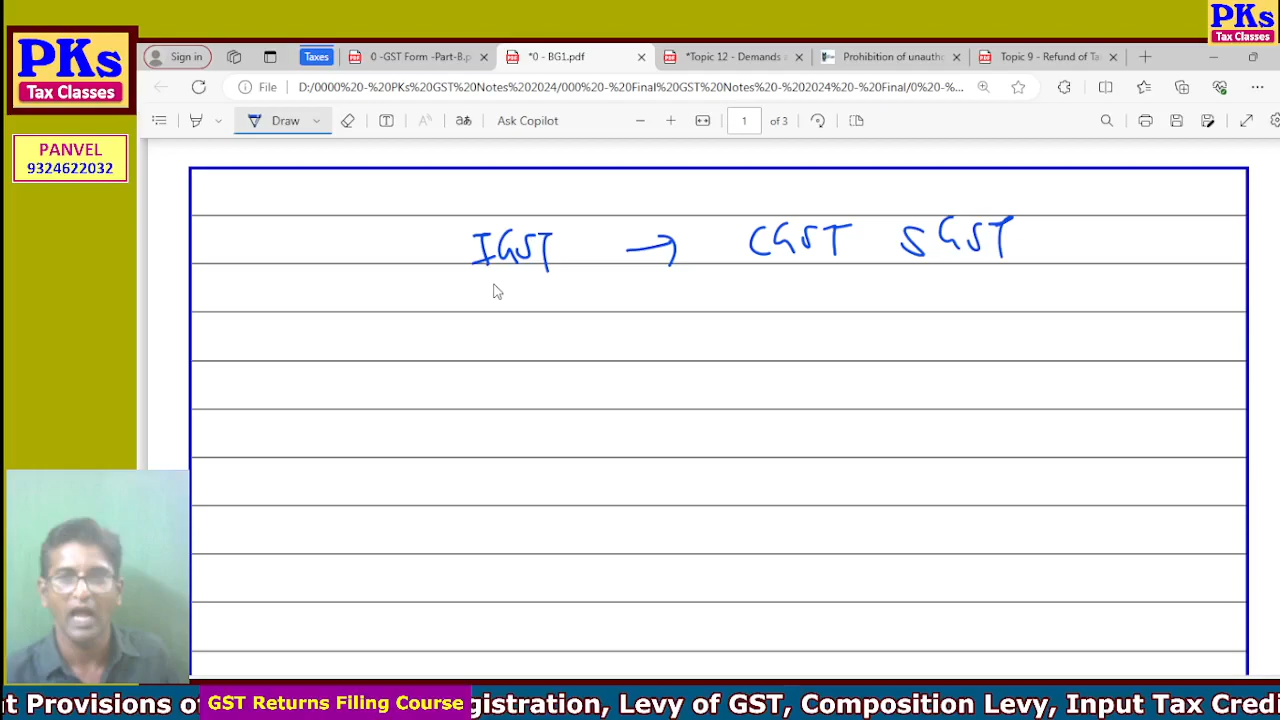 PKs
Tax Classes
PKs
Tax Classes
PANVEL
9324622032
Sign in
Taxes
0 -GST Form -Part-B.p
*0 - BG1.pdf
*Topic 12 - Demands
Prohibition of unauth
Topic 9 - Refund of Ta
File
D:/0000%20-%20PKs%20GST%20Notes%202024/000%20-%20Final%20GST%20Notes%20%202024%20-%20Final/0%20-%...
Draw
Ask Copilot
1
of 3
IGST → CGST SGST
t Provisions of
GST Returns Filing Course
gistration, Levy of GST, Composition Levy, Input Tax Credi